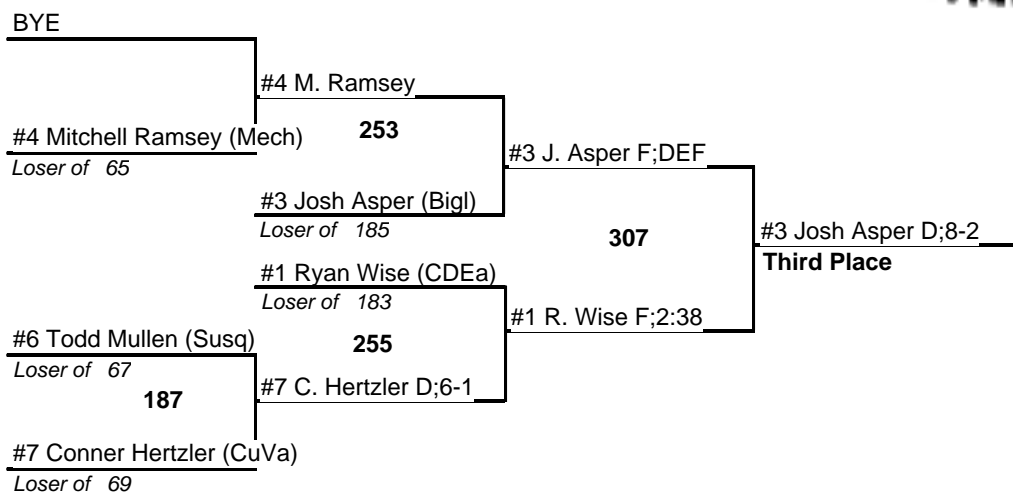 BYE
#4 M. Ramsey
253
#4 Mitchell Ramsey (Mech)
Loser of 65
#3 J. Asper F;DEF
#3 Josh Asper (Bigl)
Loser of 185
307
#3 Josh Asper D;8-2
Third Place
#1 Ryan Wise (CDEa)
Loser of 183
#1 R. Wise F;2:38
#6 Todd Mullen (Susq)
Loser of 67
255
187
#7 C. Hertzler D;6-1
#7 Conner Hertzler (CuVa)
Loser of 69